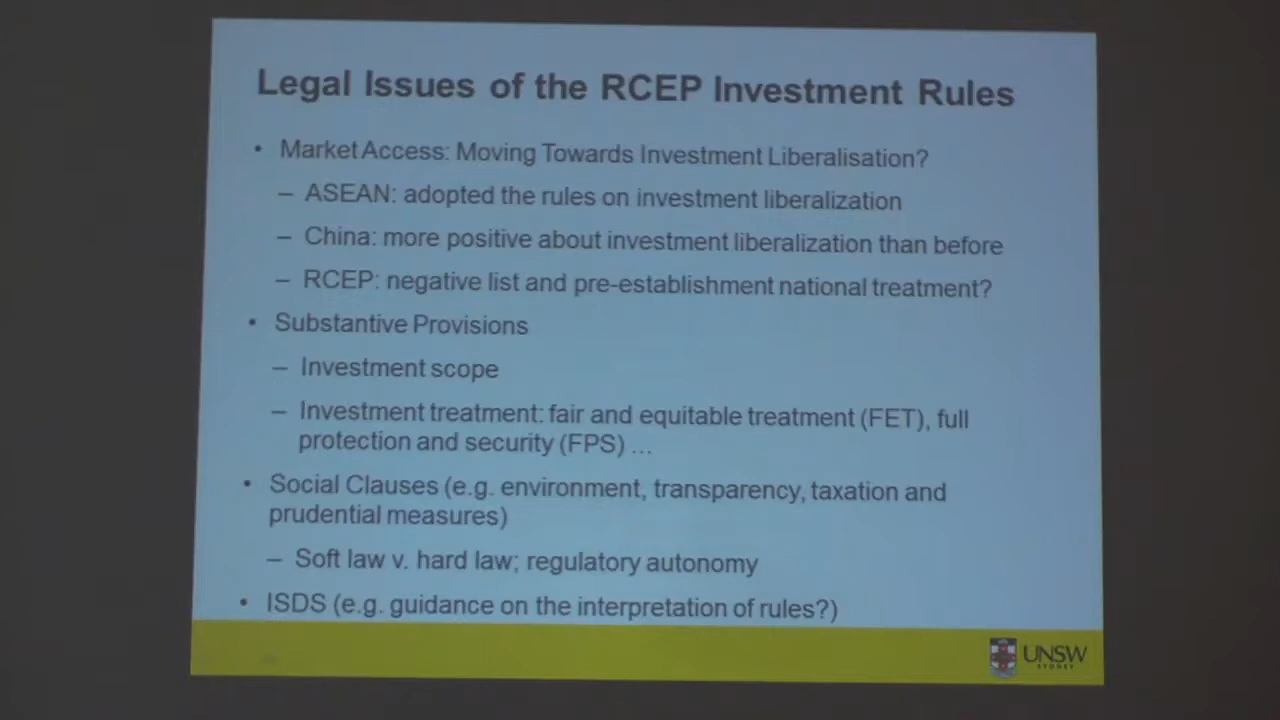 Legal Issues of the RCEP Investment Rules
• Market Access: Moving Towards Investment Liberalisation?
– ASEAN: adopted the rules on investment liberalization
– China: more positive about investment liberalization than before
– RCEP: negative list and pre-establishment national treatment?
• Substantive Provisions
– Investment scope
– Investment treatment: fair and equitable treatment (FET), full
protection and security (FPS) ...
• Social Clauses (e.g. environment, transparency, taxation and
prudential measures)
– Soft law v. hard law; regulatory autonomy
• ISDS (e.g. guidance on the interpretation of rules?)
UNSW
SYDNEY